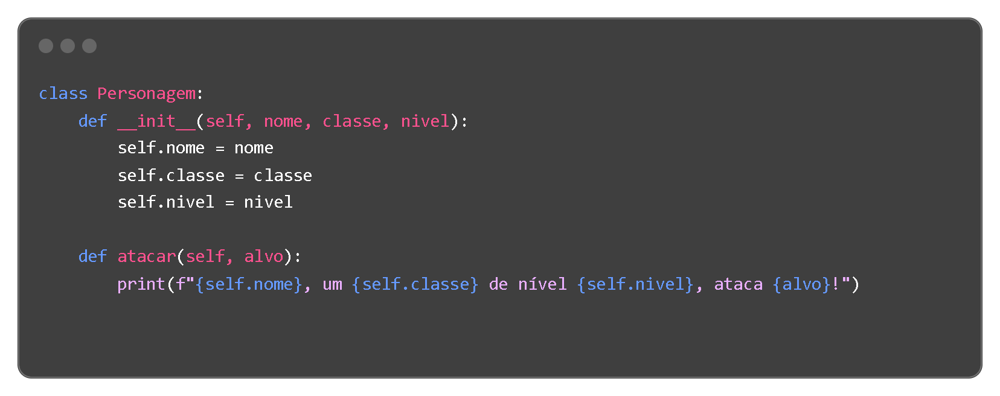 class Personagem:
    def __init__(self, nome, classe, nivel):
        self.nome = nome
        self.classe = classe
        self.nivel = nivel
    def atacar(self, alvo):
        print(f"{self.nome}, um {self.classe} de nível {self.nivel}, ataca {alvo}!")